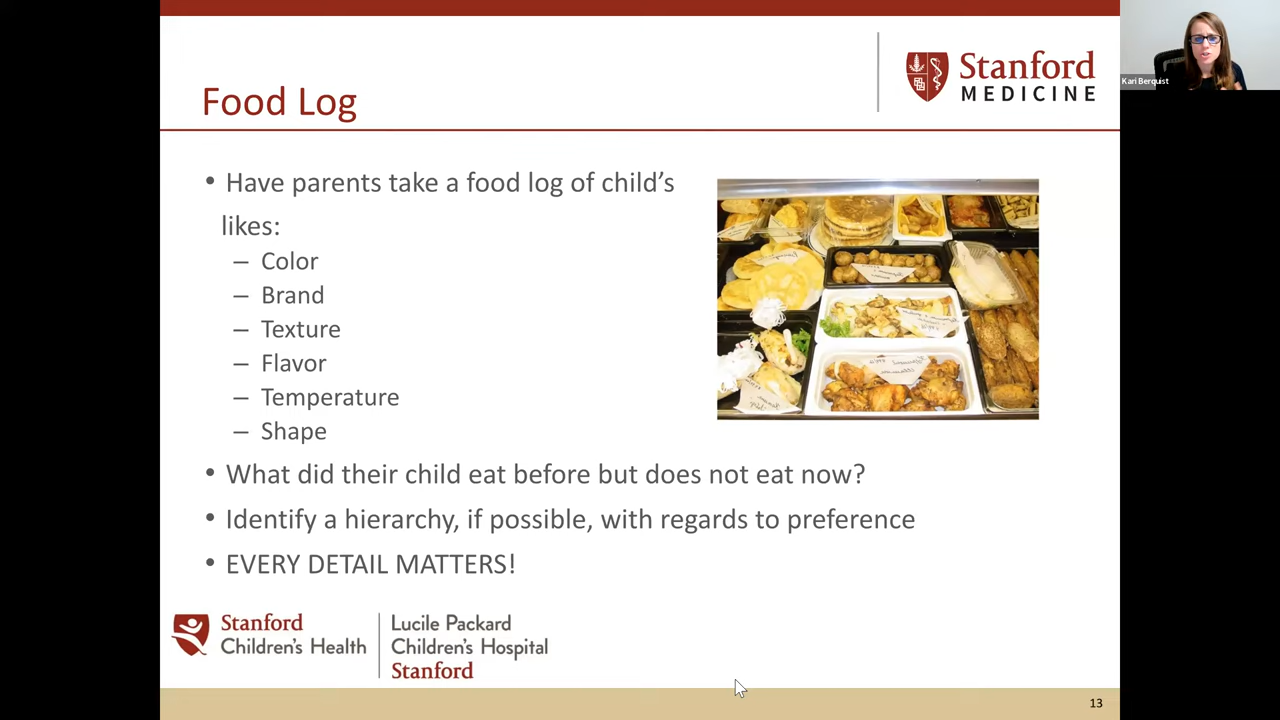 Stanford
MEDICINE
Kari Berquist
Food Log
• Have parents take a food log of child’s
likes:
– Color
– Brand
– Texture
– Flavor
– Temperature
– Shape
• What did their child eat before but does not eat now?
• Identify a hierarchy, if possible, with regards to preference
• EVERY DETAIL MATTERS!
Stanford
Children’s Health
Lucile Packard
Children’s Hospital
Stanford
13